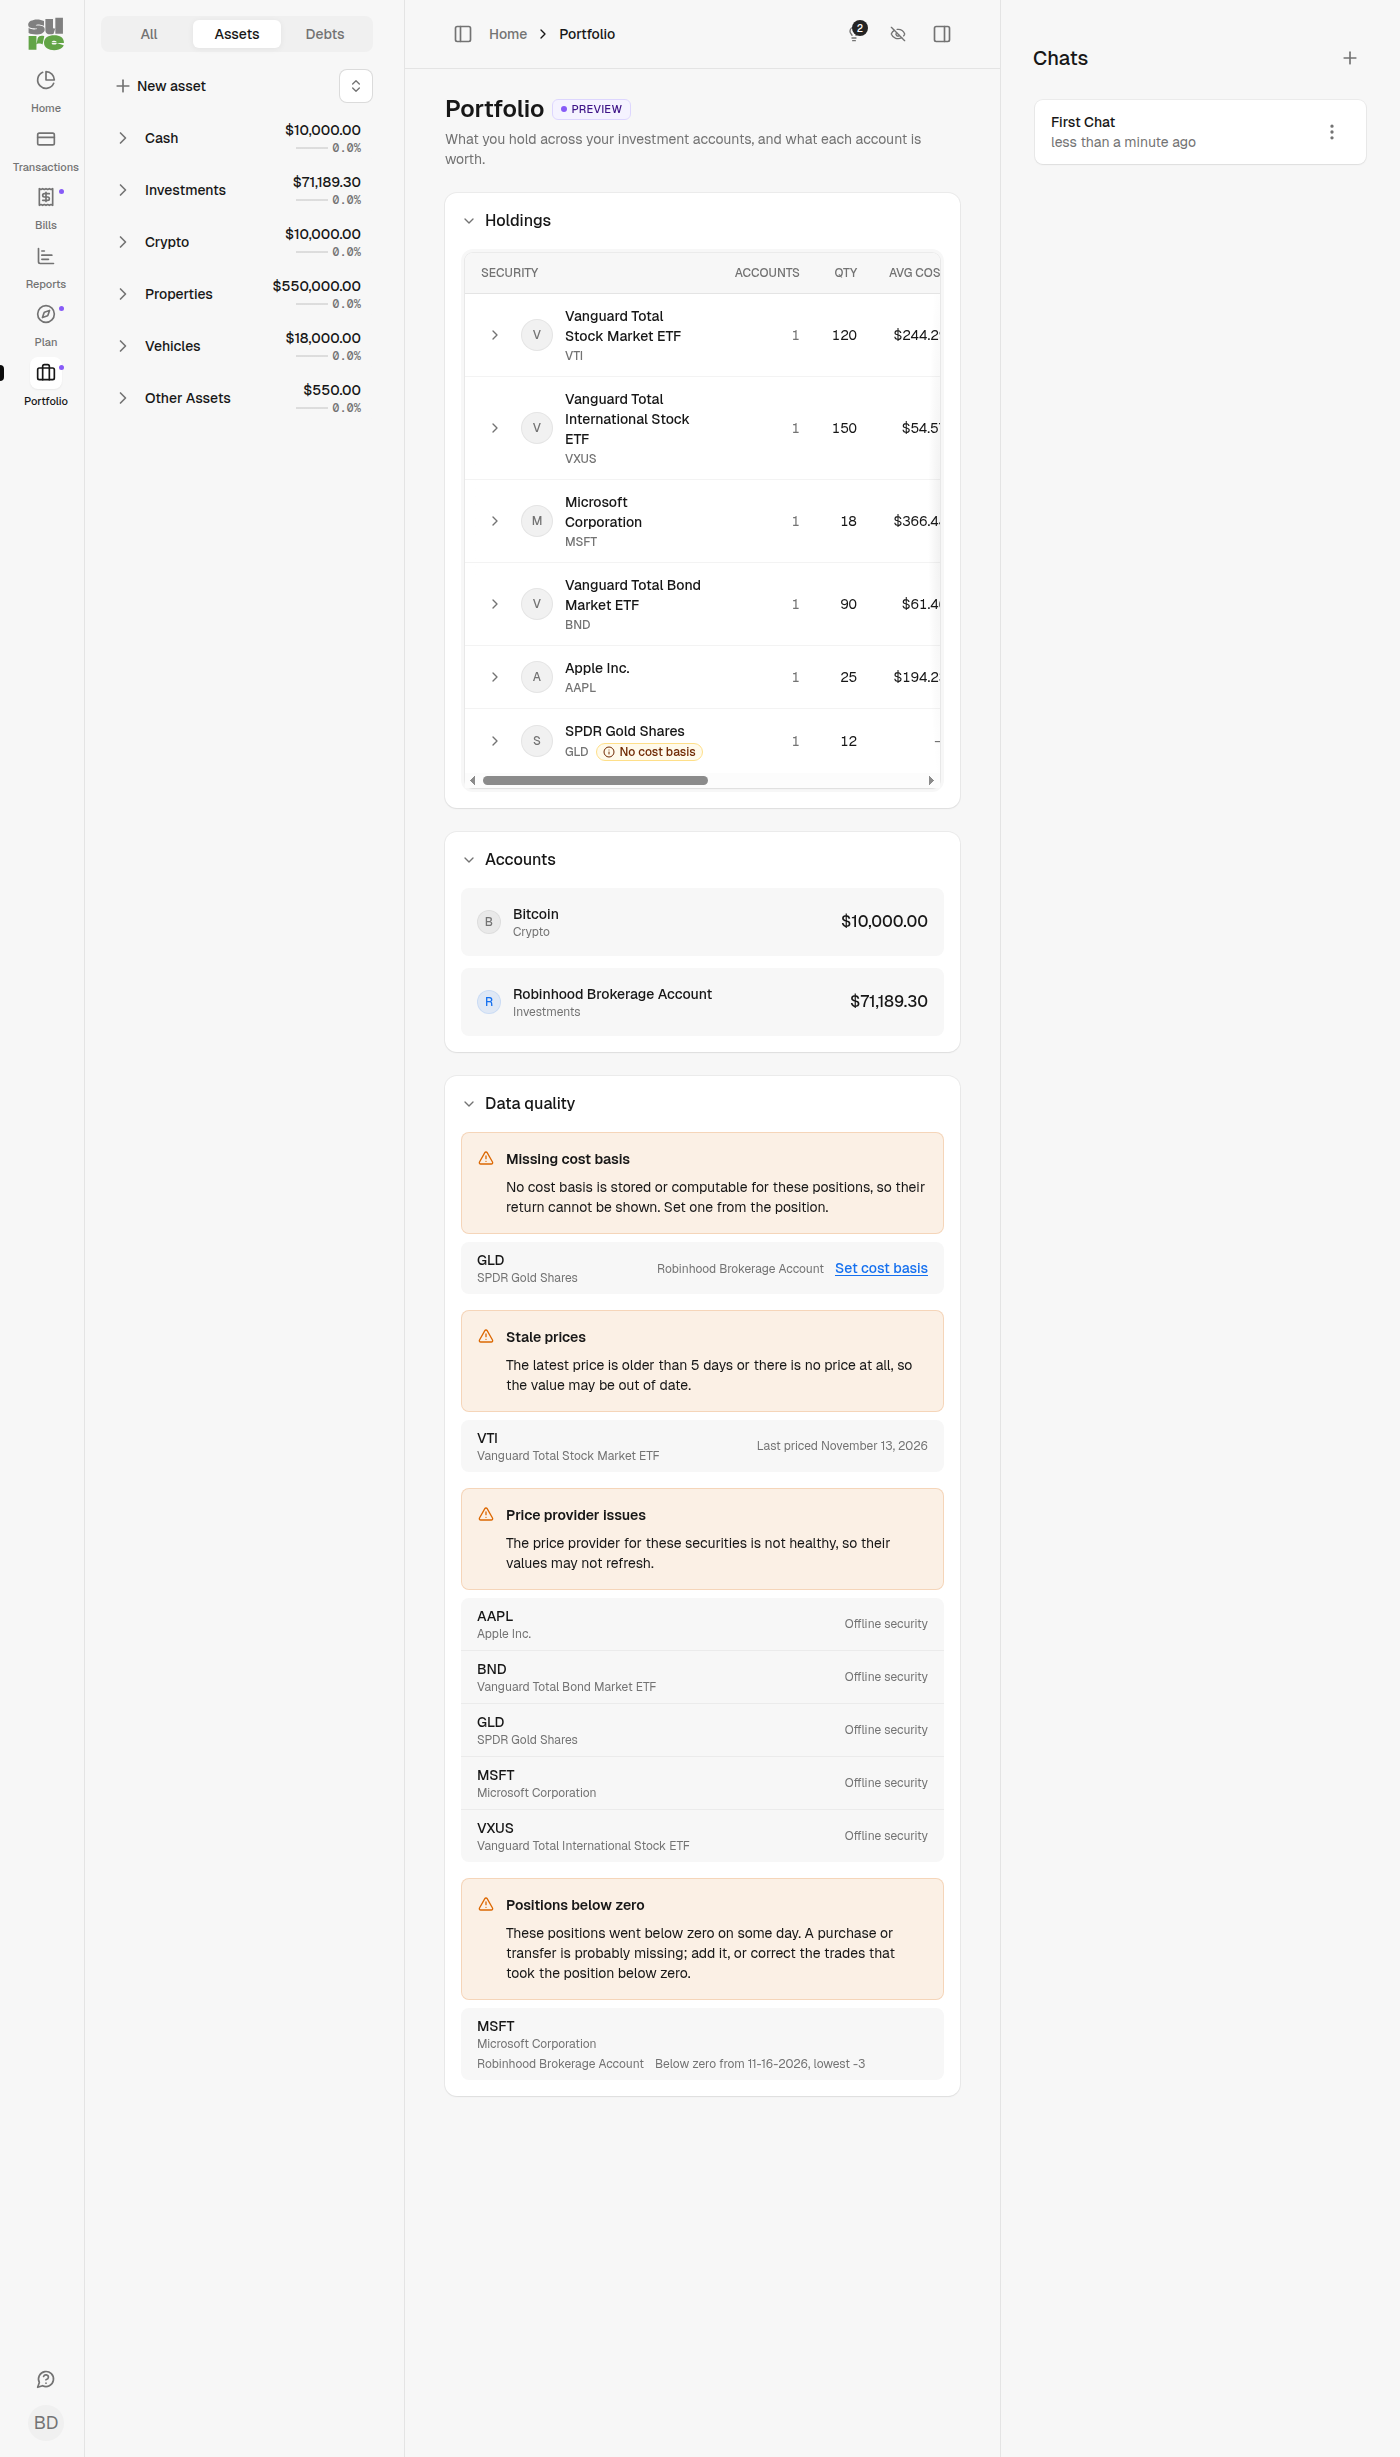 sure
Home
Transactions
Bills
Reports
Plan
Portfolio
BD
All
Assets
Debts
New asset
Cash
$10,000.00
0.0%
Investments
$71,189.30
0.0%
Crypto
$10,000.00
0.0%
Properties
$550,000.00
0.0%
Vehicles
$18,000.00
0.0%
Other Assets
$550.00
0.0%
Home > Portfolio
2
Portfolio
PREVIEW
What you hold across your investment accounts, and what each account is
worth.
Holdings
SECURITY ACCOUNTS QTY AVG COS
V
Vanguard Total
Stock Market ETF
VTI
1 120 $244.2
V
Vanguard Total
International Stock
ETF
VXUS
1 150 $54.5
M
Microsoft
Corporation
MSFT
1 18 $366.4
V
Vanguard Total Bond
Market ETF
BND
1 90 $61.4
A
Apple Inc.
AAPL
1 25 $194.2
S
SPDR Gold Shares
GLD No cost basis
1 12
Accounts
B
Bitcoin
Crypto
$10,000.00
R
Robinhood Brokerage Account
Investments
$71,189.30
Data quality
Missing cost basis
No cost basis is stored or computable for these positions, so their
return cannot be shown. Set one from the position.
GLD
SPDR Gold Shares
Robinhood Brokerage Account Set cost basis
Stale prices
The latest price is older than 5 days or there is no price at all, so
the value may be out of date.
VTI
Vanguard Total Stock Market ETF
Last priced November 13, 2026
Price provider issues
The price provider for these securities is not healthy, so their
values may not refresh.
AAPL
Apple Inc.
Offline security
BND
Vanguard Total Bond Market ETF
Offline security
GLD
SPDR Gold Shares
Offline security
MSFT
Microsoft Corporation
Offline security
VXUS
Vanguard Total International Stock ETF
Offline security
Positions below zero
These positions went below zero on some day. A purchase or
transfer is probably missing; add it, or correct the trades that
took the position below zero.
MSFT
Microsoft Corporation
Robinhood Brokerage Account Below zero from 11-16-2026, lowest -3
Chats
First Chat
less than a minute ago